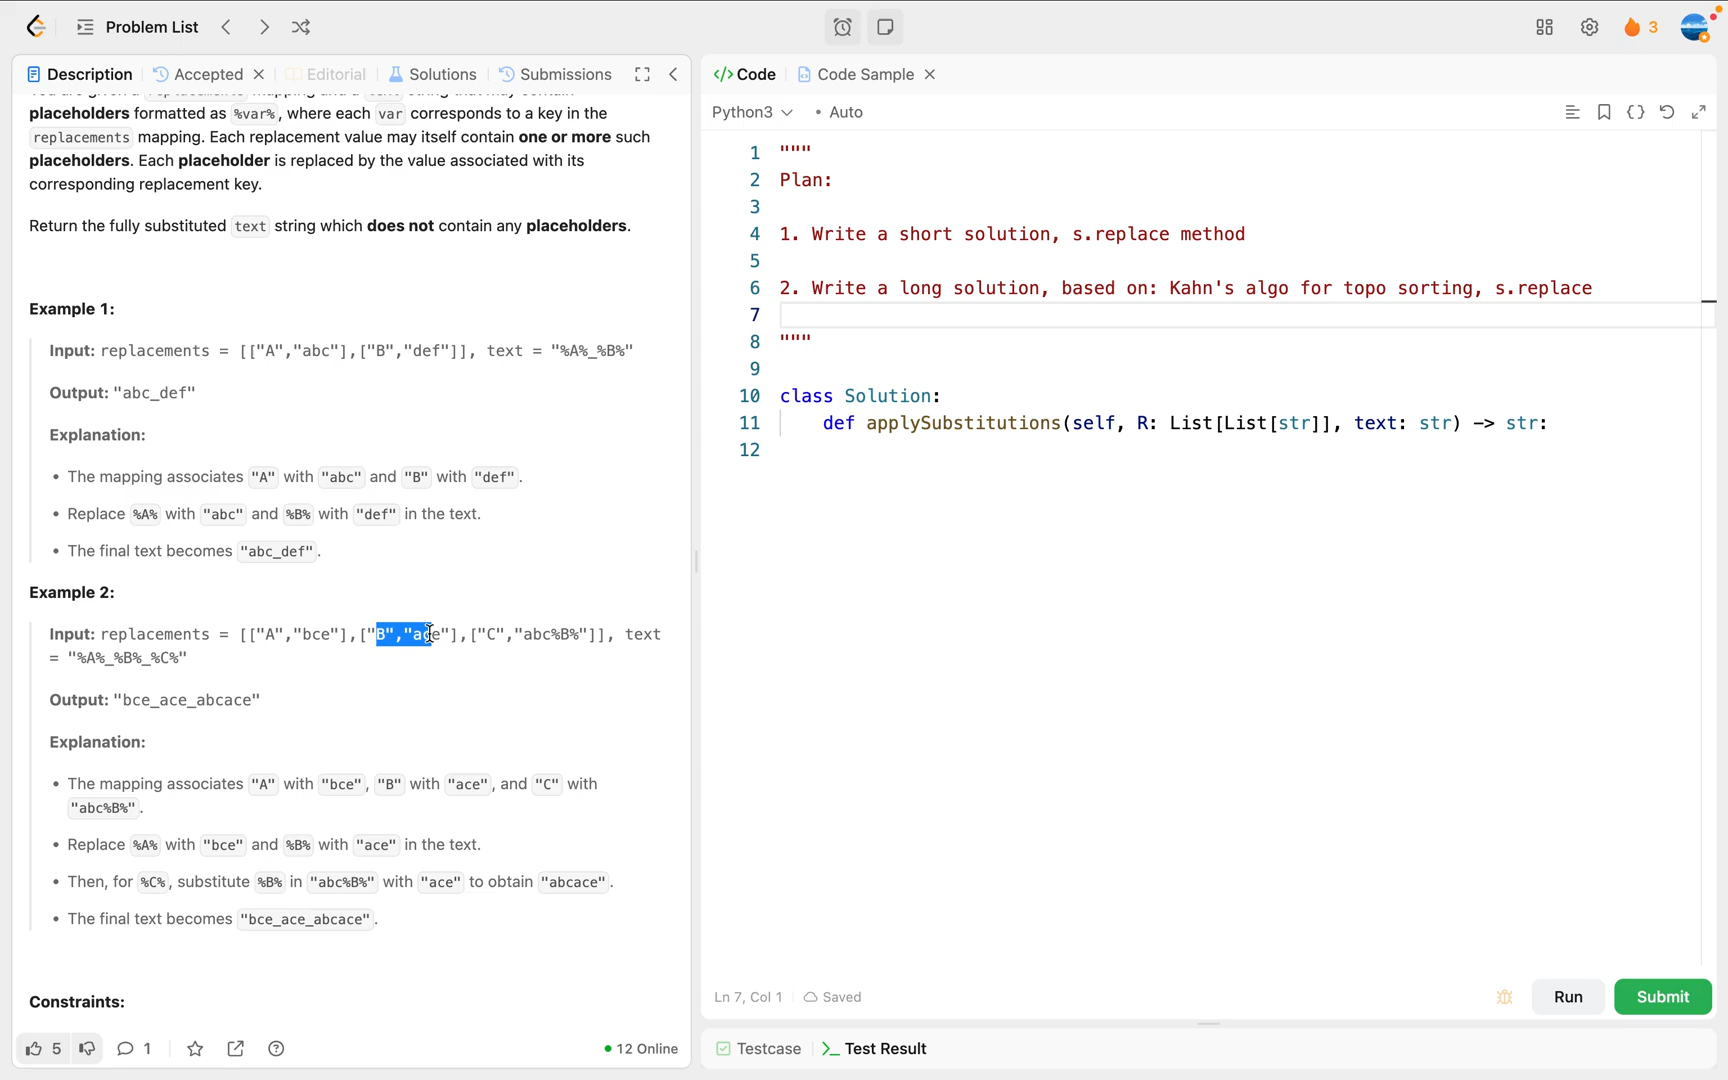 Problem List
3
Description
Accepted
Editorial
Solutions
Submissions
placeholders formatted as %var%, where each var corresponds to a key in the
replacements mapping. Each replacement value may itself contain one or more such
placeholders. Each placeholder is replaced by the value associated with its
corresponding replacement key.
Return the fully substituted text string which does not contain any placeholders.
Example 1:
Input: replacements = [["A","abc"],["B","def"]], text = "%A%_%B%"
Output: "abc_def"
Explanation:
• The mapping associates "A" with "abc" and "B" with "def".
• Replace %A% with "abc" and %B% with "def" in the text.
• The final text becomes "abc_def".
Example 2:
Input: replacements = [["A","bce"],["B","ace"],["C","abc%B%"]], text
= "%A%_%B%_%C%"
Output: "bce_ace_abcace"
Explanation:
• The mapping associates "A" with "bce", "B" with "ace", and "C" with
"abc%B%".
• Replace %A% with "bce" and %B% with "ace" in the text.
• Then, for %C%, substitute %B% in "abc%B%" with "ace" to obtain "abcace".
• The final text becomes "bce_ace_abcace".
Constraints:
5
1
12 Online
</> Code
Code Sample
Python3
• Auto
1 """
2 Plan:
3
4 1. Write a short solution, s.replace method
5
6 2. Write a long solution, based on: Kahn's algo for topo sorting, s.replace
7
8 """
9
10 class Solution:
11 def applySubstitutions(self, R: List[List[str]], text: str) -> str:
12
Ln 7, Col 1
Saved
Run
Submit
Testcase
>_ Test Result